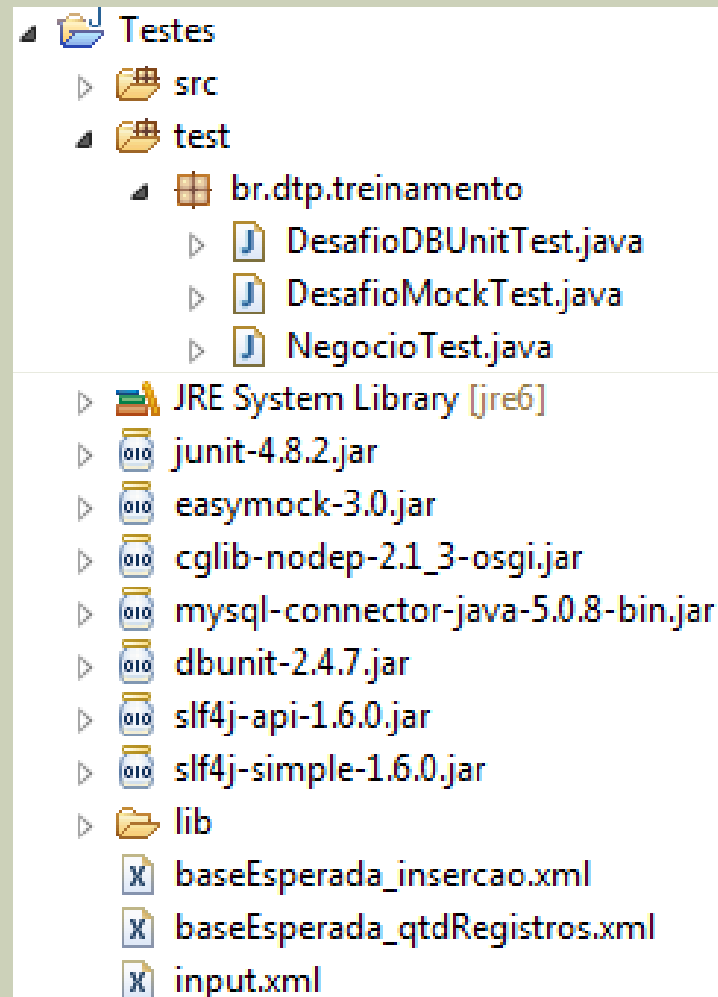 Testes
src
test
br.dtp.treinamento
DesafioDBUnitTest.java
DesafioMockTest.java
NegocioTest.java
JRE System Library [jre6]
junit-4.8.2.jar
easymock-3.0.jar
cglib-nodep-2.1_3-osgi.jar
mysql-connector-java-5.0.8-bin.jar
dbunit-2.4.7.jar
slf4j-api-1.6.0.jar
slf4j-simple-1.6.0.jar
lib
baseEsperada_insercao.xml
baseEsperada_qtdRegistros.xml
input.xml